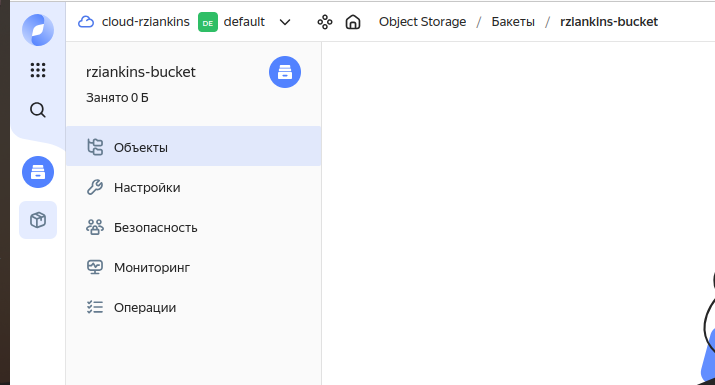 cloud-rziankins DE default Object Storage / Бакеты / rziankins-bucket
rziankins-bucket
Занято 0 Б
Объекты
Настройки
Безопасность
Мониторинг
Операции